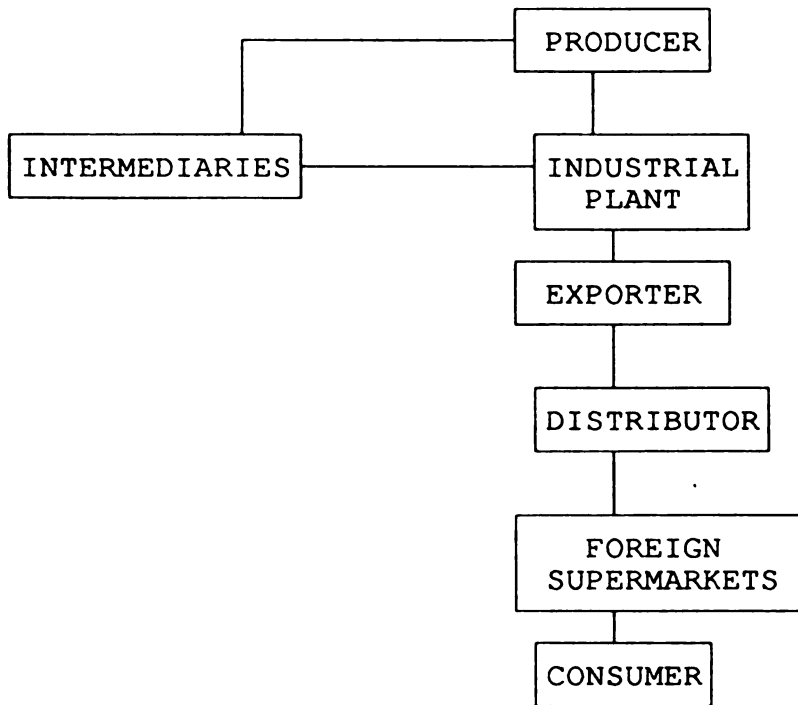 PRODUCER
INTERMEDIARIES
INDUSTRIAL
PLANT
EXPORTER
DISTRIBUTOR
FOREIGN
SUPERMARKETS
CONSUMER